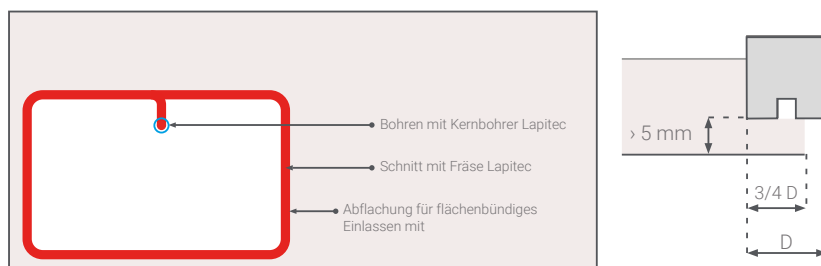 Bohren mit Kernbohrer Lapitec
Schnitt mit Fräse Lapitec
Abflachung für flächenbündiges
Einlassen mit
› 5 mm
3/4 D
D